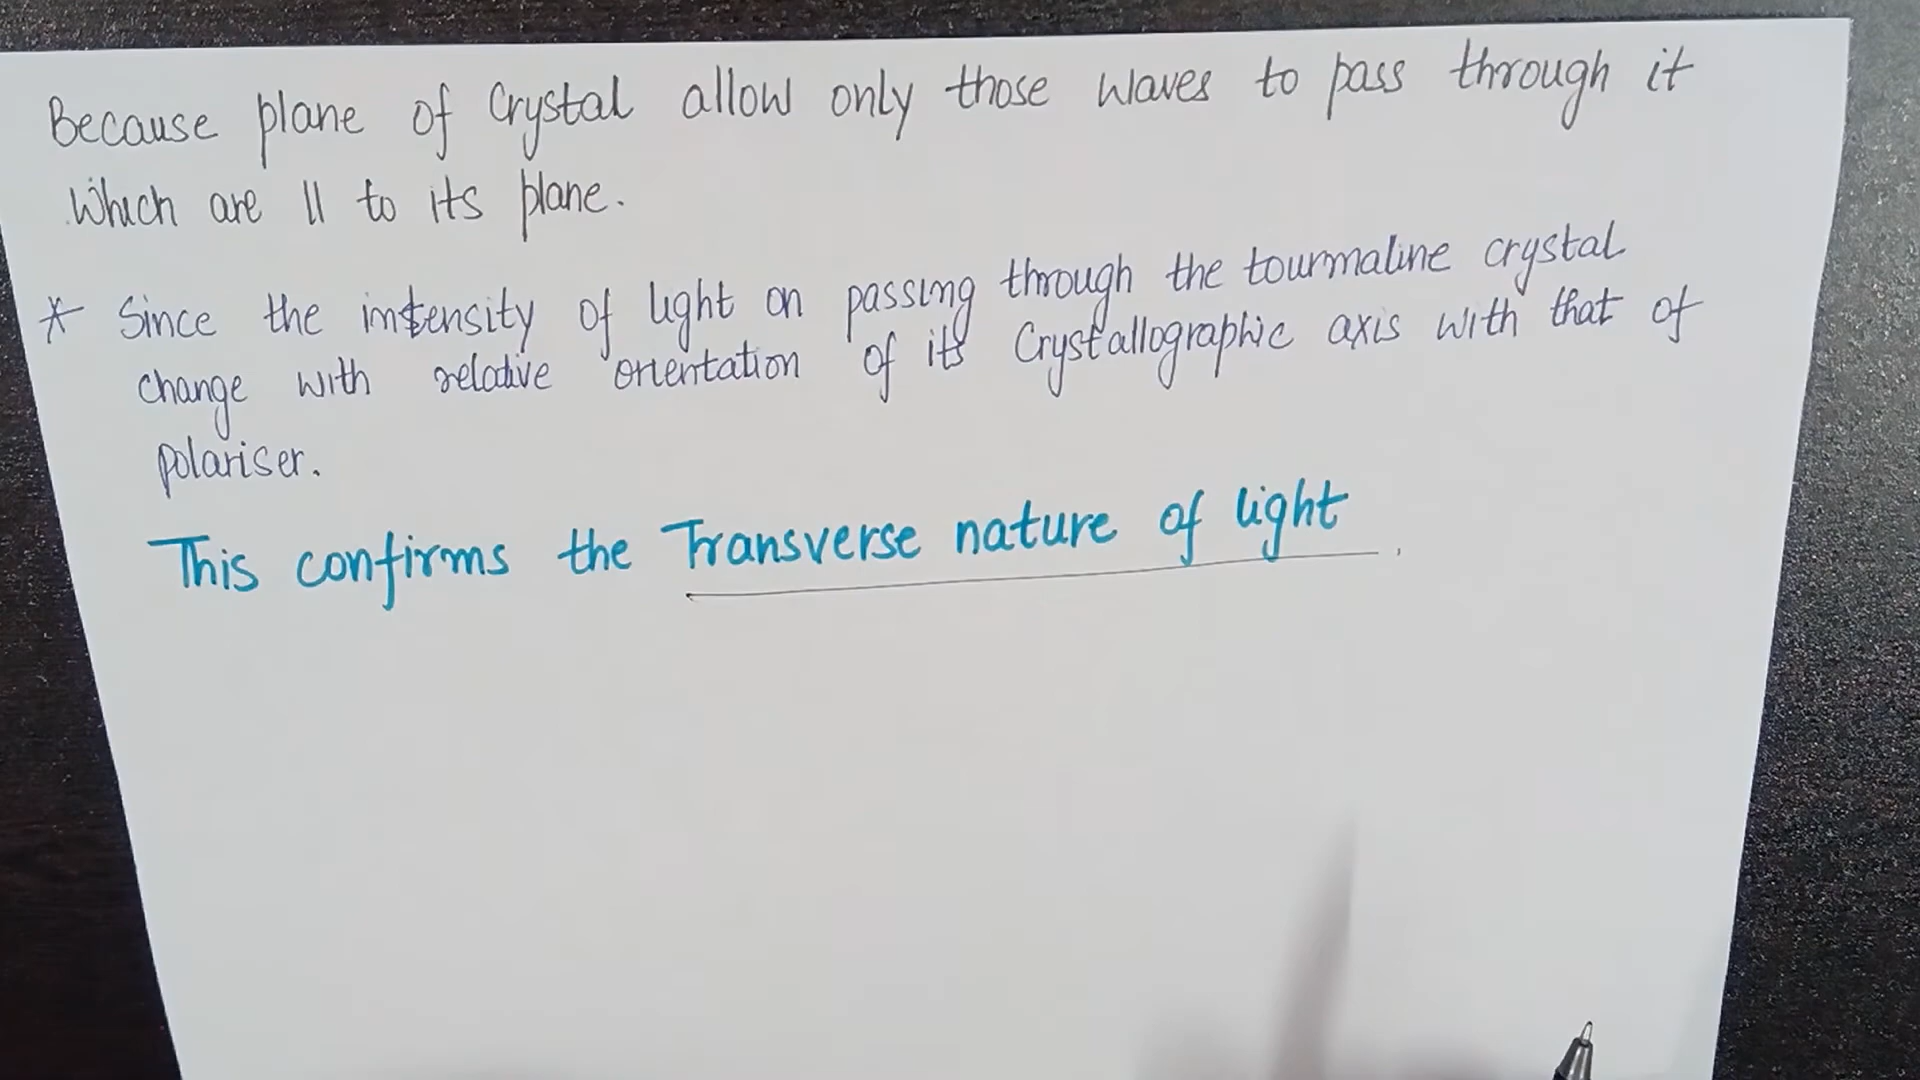 Because plane of Crystal allow only those waves to pass through it
Which are || to its plane.
* Since the intensity of light on passing through the tourmaline crystal
change with relative orientation of its Crystallographic axis with that of
polariser.
This confirms the Transverse nature of light.